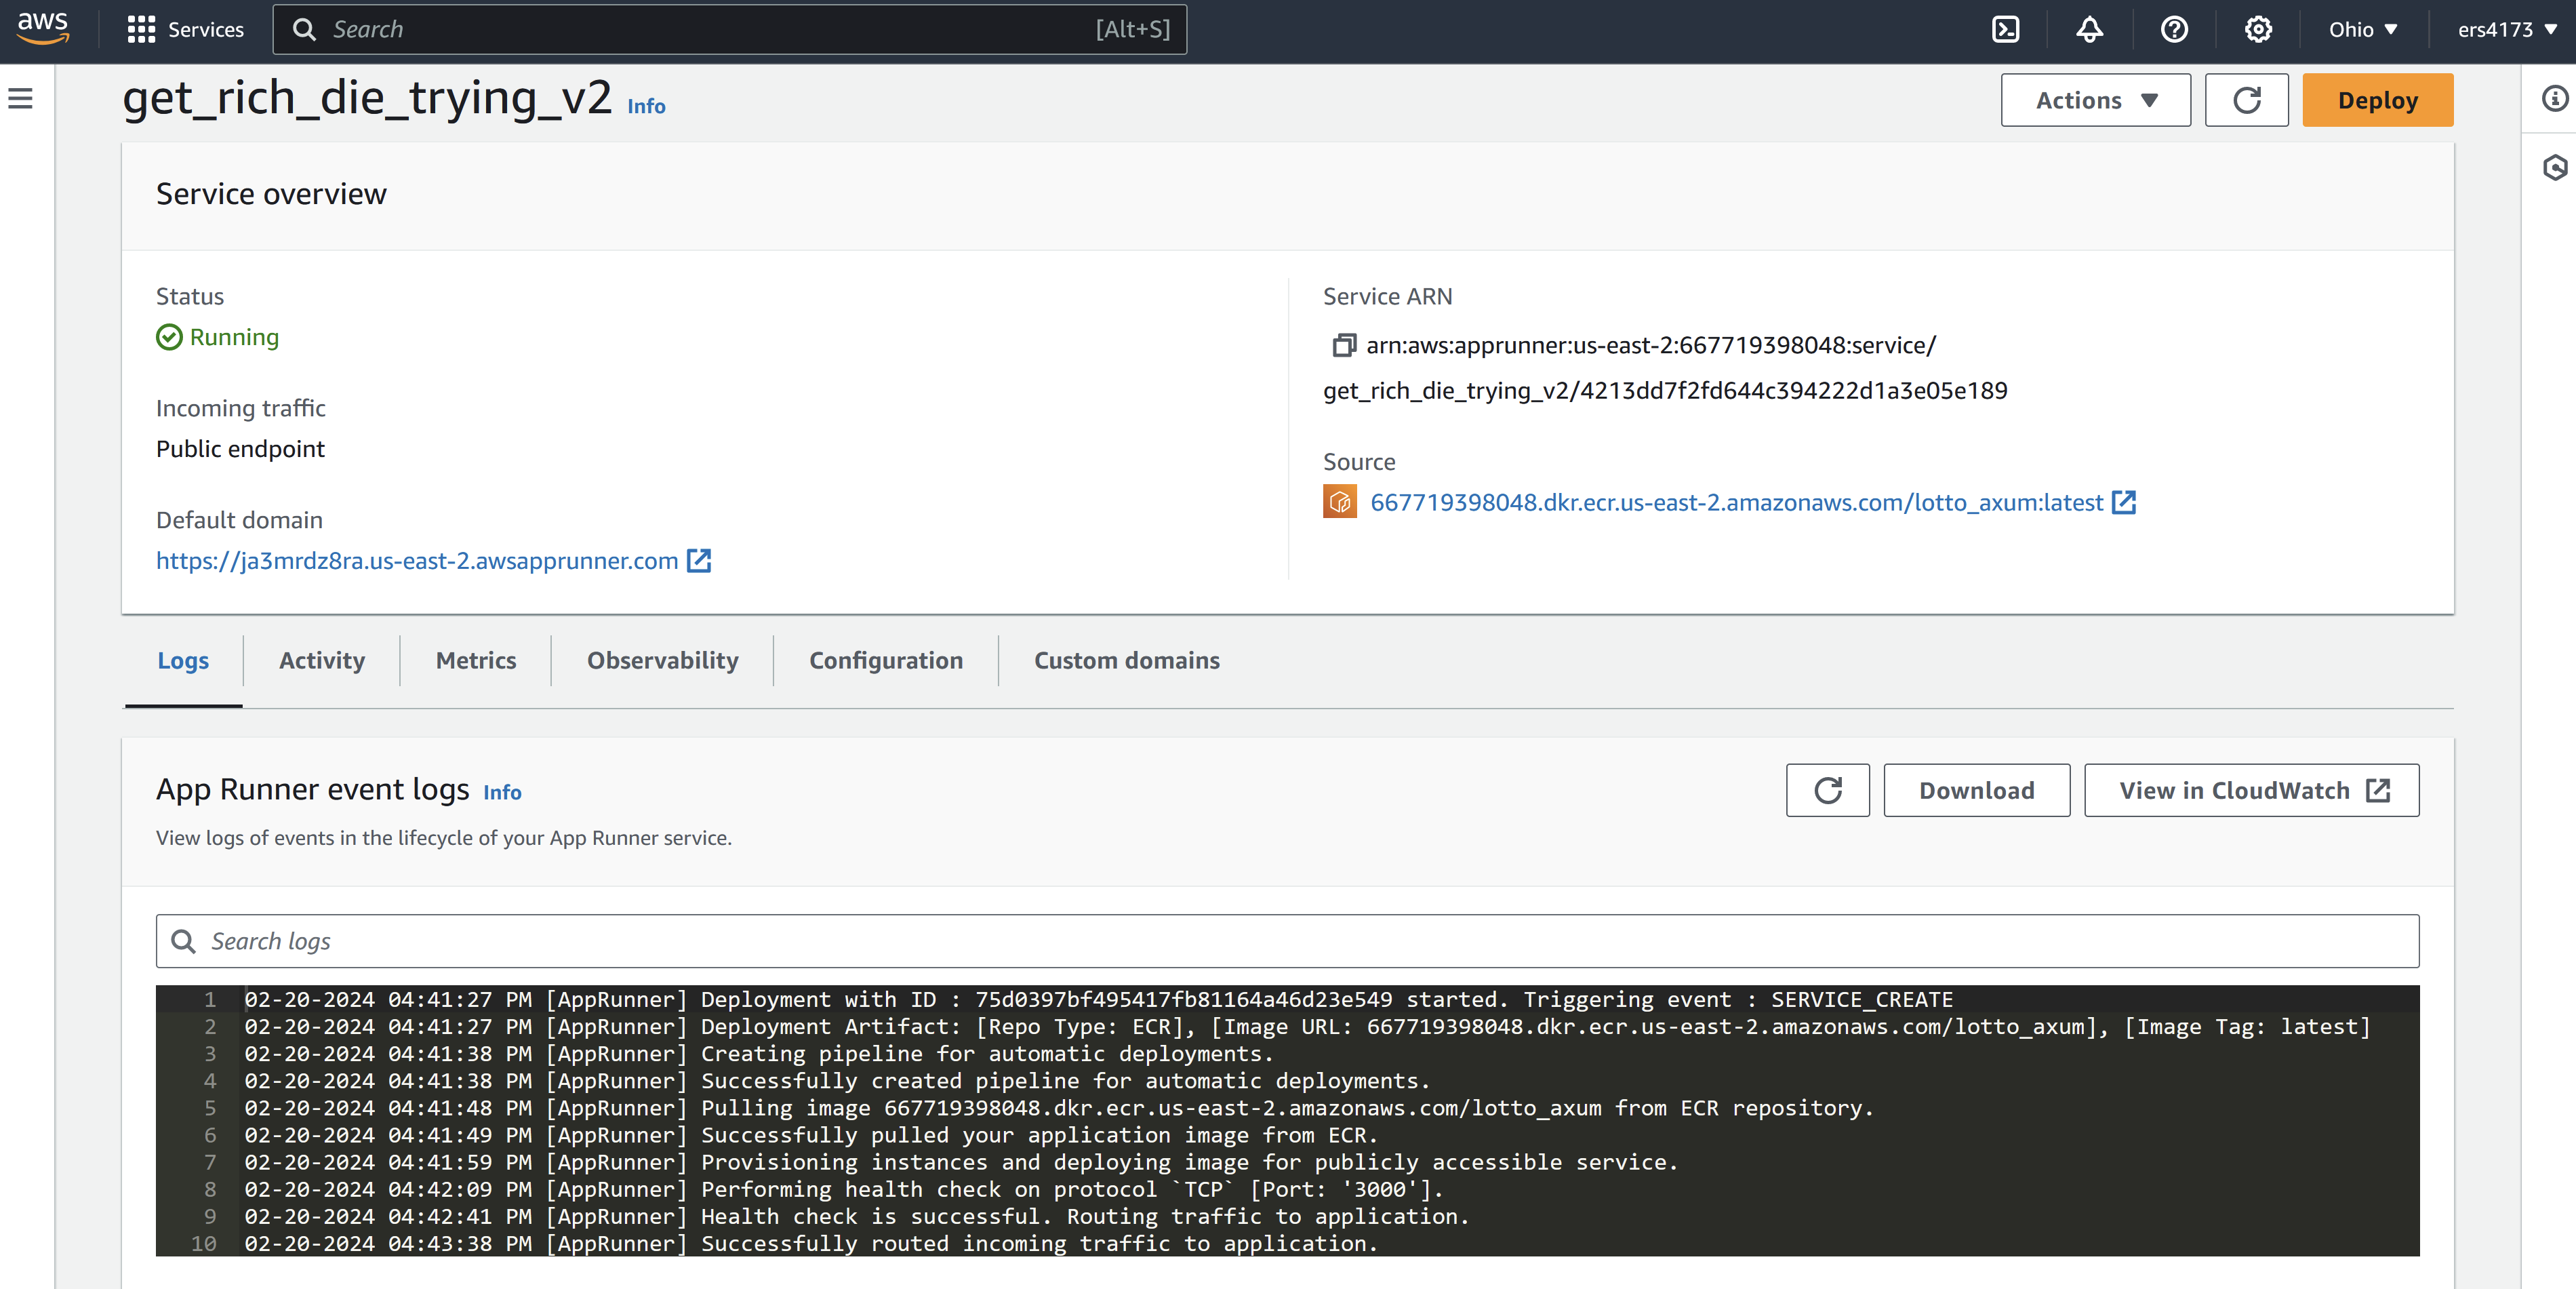 aws
Services
Search
[Alt+S]
Ohio
ers4173
get_rich_die_trying_v2 Info
Actions
Deploy
Service overview
Status
Running
Incoming traffic
Public endpoint
Default domain
https://ja3mrdz8ra.us-east-2.awsapprunner.com
Service ARN
arn:aws:apprunner:us-east-2:667719398048:service/
get_rich_die_trying_v2/4213dd7f2fd644c394222d1a3e05e189
Source
667719398048.dkr.ecr.us-east-2.amazonaws.com/lotto_axum:latest
Logs
Activity
Metrics
Observability
Configuration
Custom domains
App Runner event logs Info
View logs of events in the lifecycle of your App Runner service.
Download
View in CloudWatch
Search logs
1 02-20-2024 04:41:27 PM [AppRunner] Deployment with ID : 75d0397bf495417fb81164a46d23e549 started. Triggering event : SERVICE_CREATE
2 02-20-2024 04:41:27 PM [AppRunner] Deployment Artifact: [Repo Type: ECR], [Image URL: 667719398048.dkr.ecr.us-east-2.amazonaws.com/lotto_axum], [Image Tag: latest]
3 02-20-2024 04:41:38 PM [AppRunner] Creating pipeline for automatic deployments.
4 02-20-2024 04:41:38 PM [AppRunner] Successfully created pipeline for automatic deployments.
5 02-20-2024 04:41:48 PM [AppRunner] Pulling image 667719398048.dkr.ecr.us-east-2.amazonaws.com/lotto_axum from ECR repository.
6 02-20-2024 04:41:49 PM [AppRunner] Successfully pulled your application image from ECR.
7 02-20-2024 04:41:59 PM [AppRunner] Provisioning instances and deploying image for publicly accessible service.
8 02-20-2024 04:42:09 PM [AppRunner] Performing health check on protocol `TCP` [Port: '3000'].
9 02-20-2024 04:42:41 PM [AppRunner] Health check is successful. Routing traffic to application.
10 02-20-2024 04:43:38 PM [AppRunner] Successfully routed incoming traffic to application.